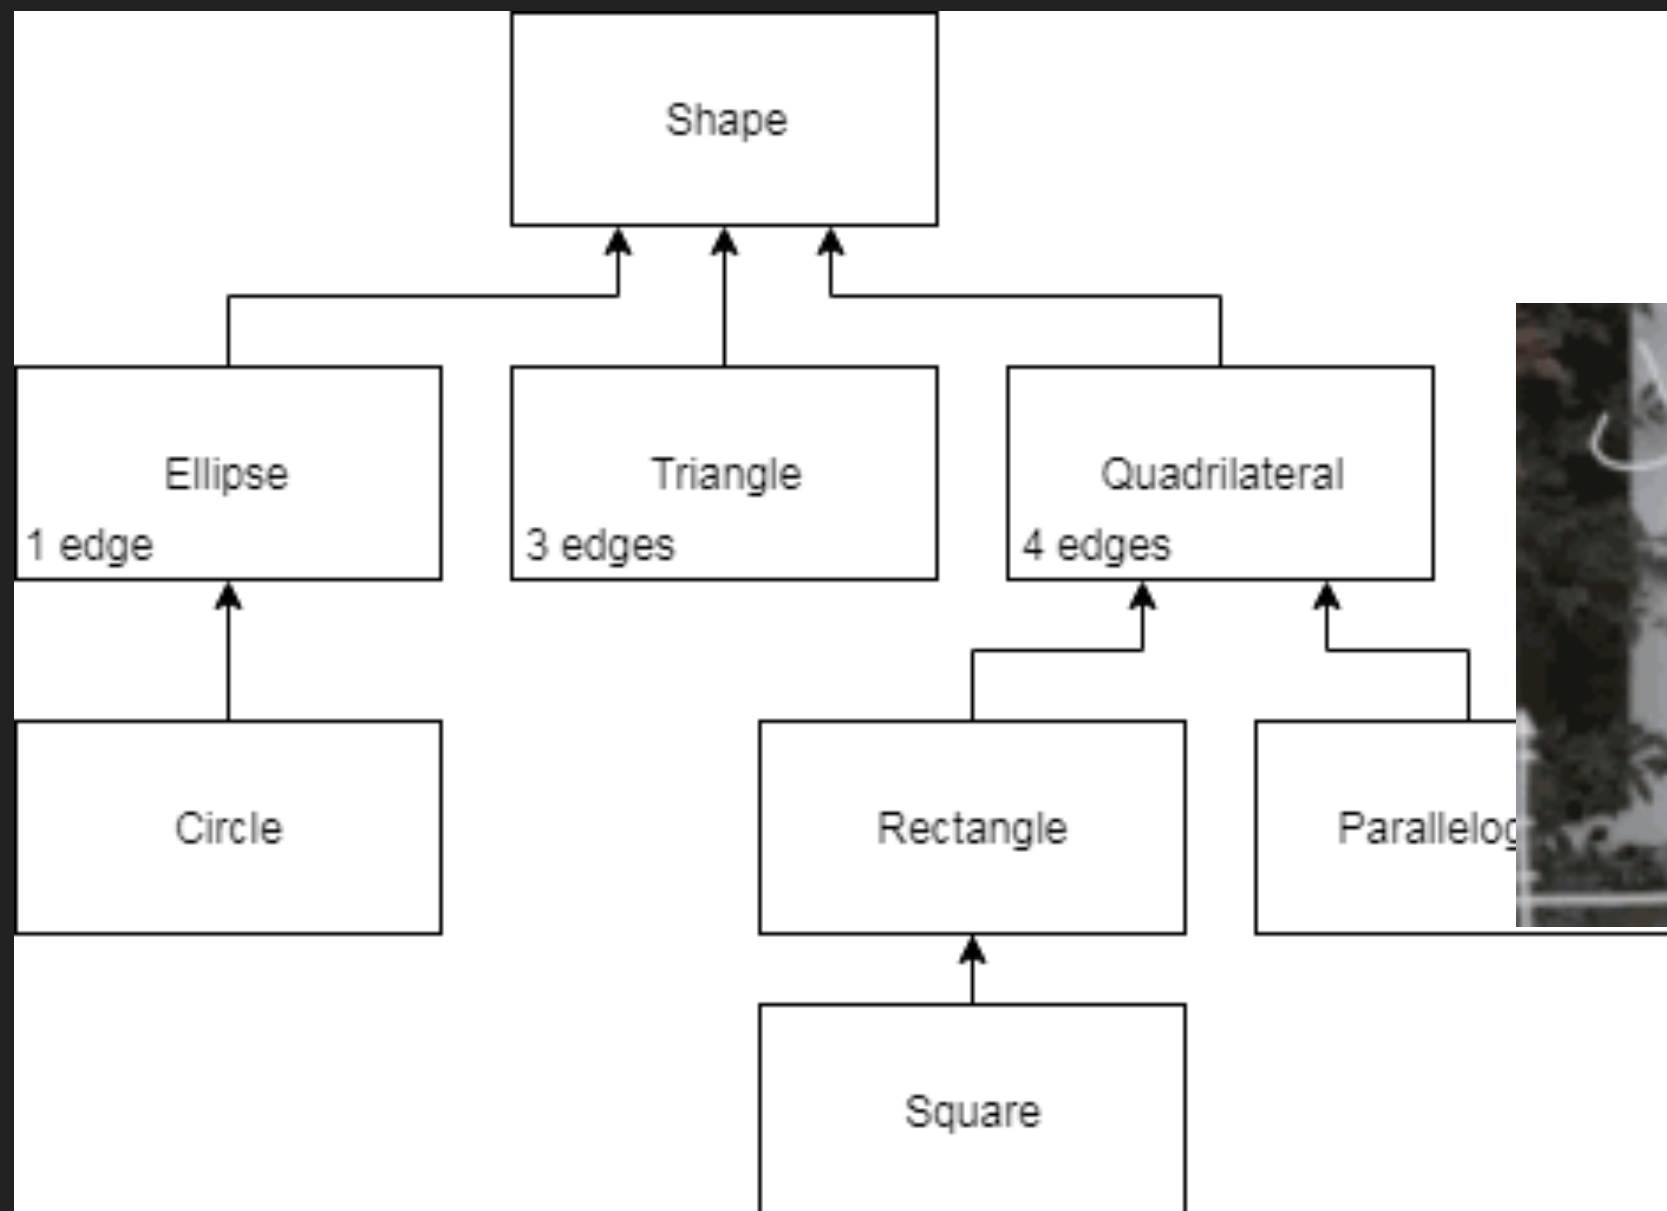 Shape
Ellipse
1 edge
Triangle
3 edges
Quadrilateral
4 edges
Circle
Rectangle
Square